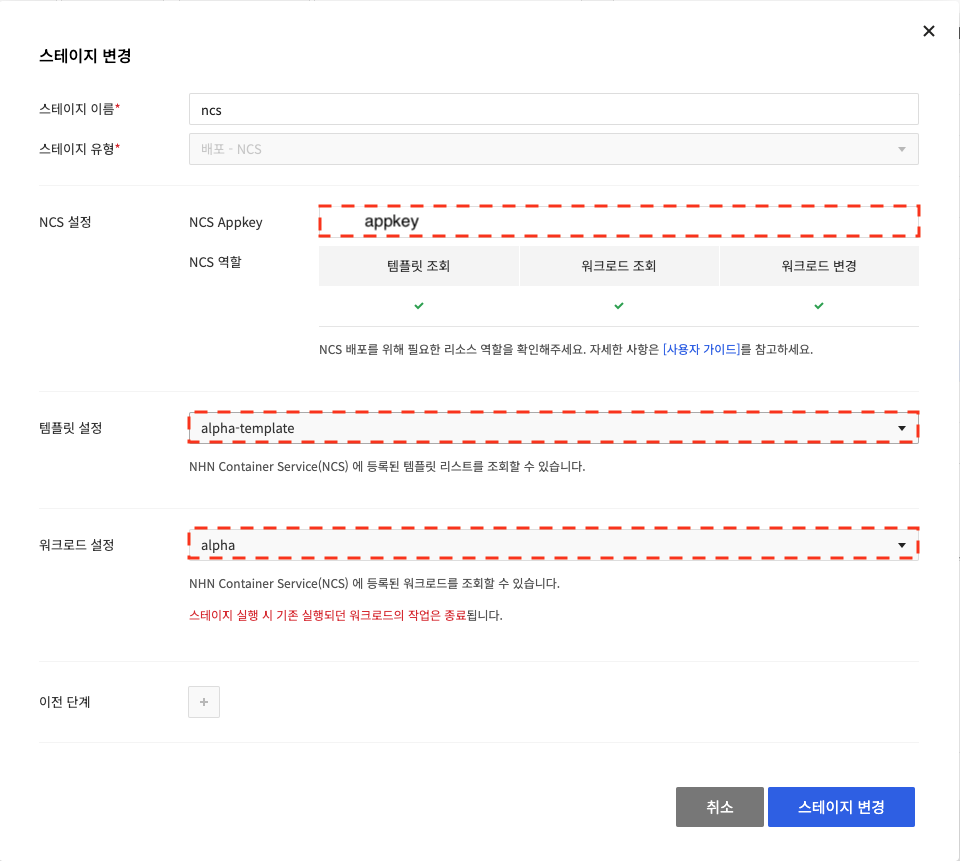 스테이지 변경
스테이지 이름*
ncs
스테이지 유형*
배포 - NCS
NCS 설정
NCS Appkey
appkey
NCS 역할
템플릿 조회
워크로드 조회
워크로드 변경
NCS 배포를 위해 필요한 리소스 역할을 확인해주세요. 자세한 사항은 [사용자 가이드]를 참고하세요.
템플릿 설정
alpha-template
NHN Container Service(NCS) 에 등록된 템플릿 리스트를 조회할 수 있습니다.
워크로드 설정
alpha
NHN Container Service(NCS) 에 등록된 워크로드를 조회할 수 있습니다.
스테이지 실행 시 기존 실행되던 워크로드의 작업은 종료됩니다.
이전 단계
+
취소
스테이지 변경